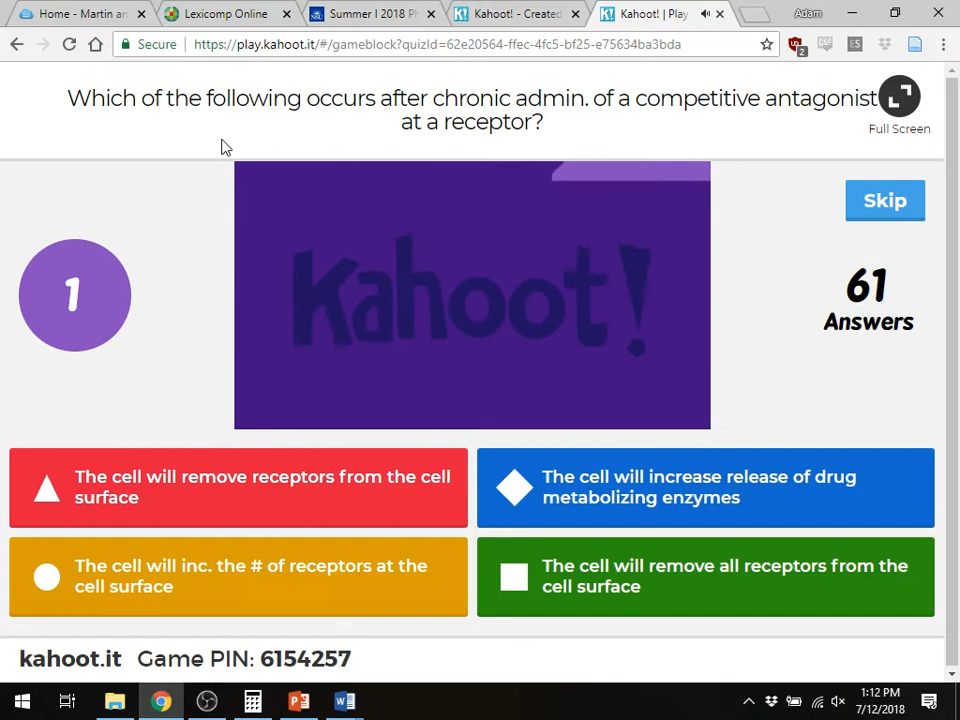 Home - Martin an
Lexicomp Online
Summer I 2018 Ph
Kahoot! - Created
Kahoot! | Play
Adam
Secure
https://play.kahoot.it/#/gameblock?quizId=62e20564-ffec-4fc5-bf25-e75634ba3bda
2
ES
Which of the following occurs after chronic admin. of a competitive antagonist
at a receptor?
Full Screen
Skip
1
Kahoot!
61
Answers
The cell will remove receptors from the cell
surface
The cell will increase release of drug
metabolizing enzymes
The cell will inc. the # of receptors at the
cell surface
The cell will remove all receptors from the
cell surface
kahoot.it Game PIN: 6154257
1:12 PM
7/12/2018